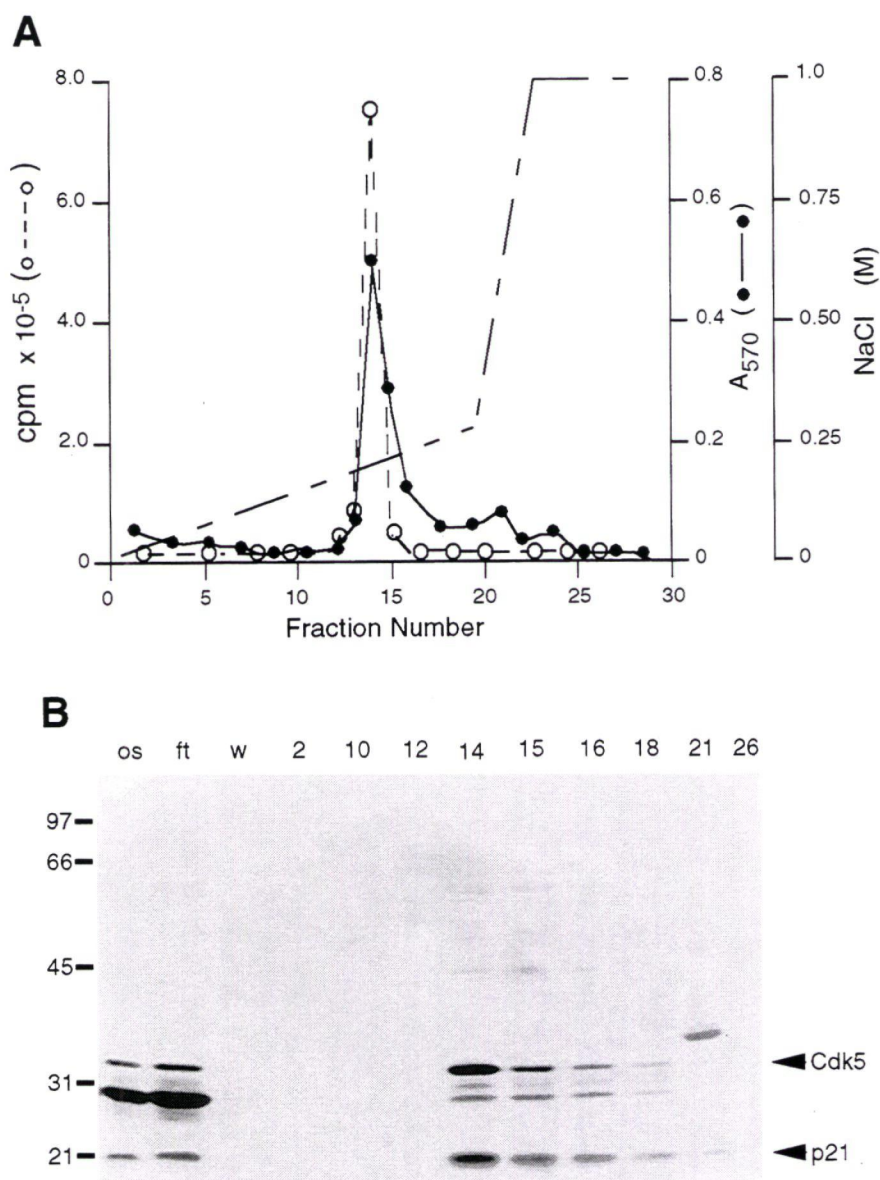 A
8.0
6.0
4.0
2.0
0
cpm x 10-5 (o ---- o)
0.8
0.6
0.4
0.2
0
A570 (●——●)
1.0
0.75
0.50
0.25
0
NaCl (M)
0 5 10 15 20 25 30
Fraction Number
B
os ft w 2 10 12 14 15 16 18 21 26
97
66
45
31
21
Cdk5
p21